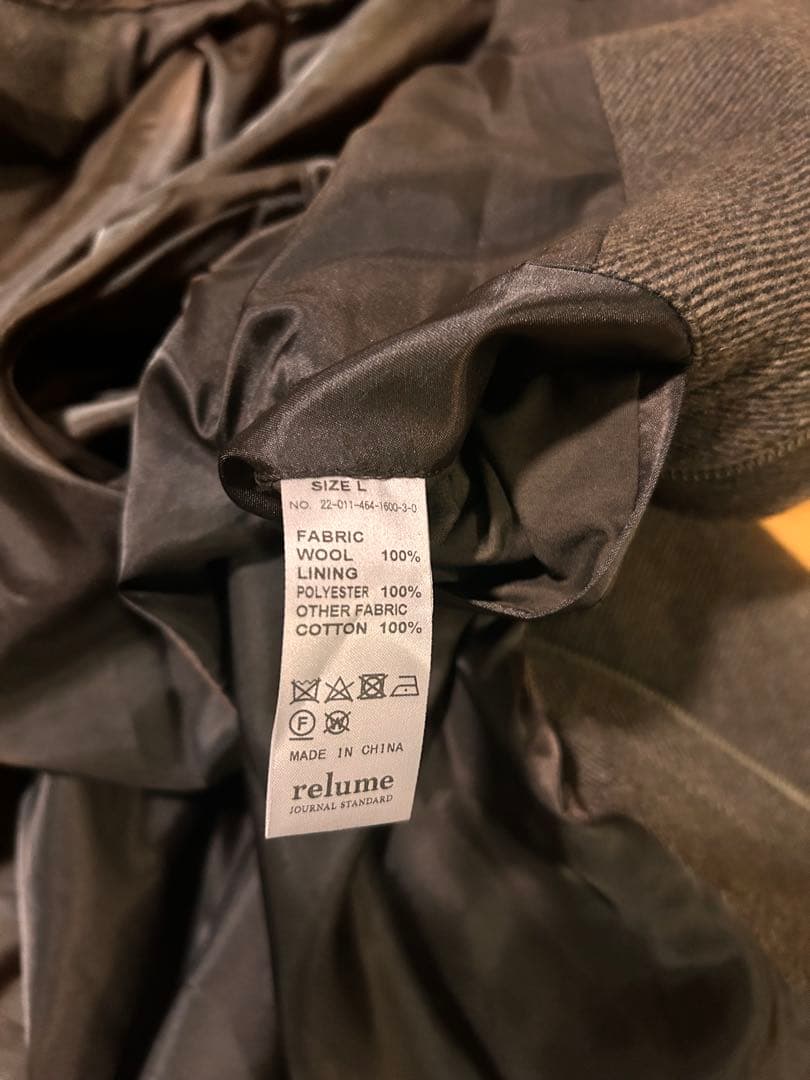 SIZE L
NO. 22-011-464-1600-3-0
FABRIC
WOOL 100%
LINING
POLYESTER 100%
OTHER FABRIC
COTTON 100%
F W
MADE IN CHINA
relume
JOURNAL STANDARD